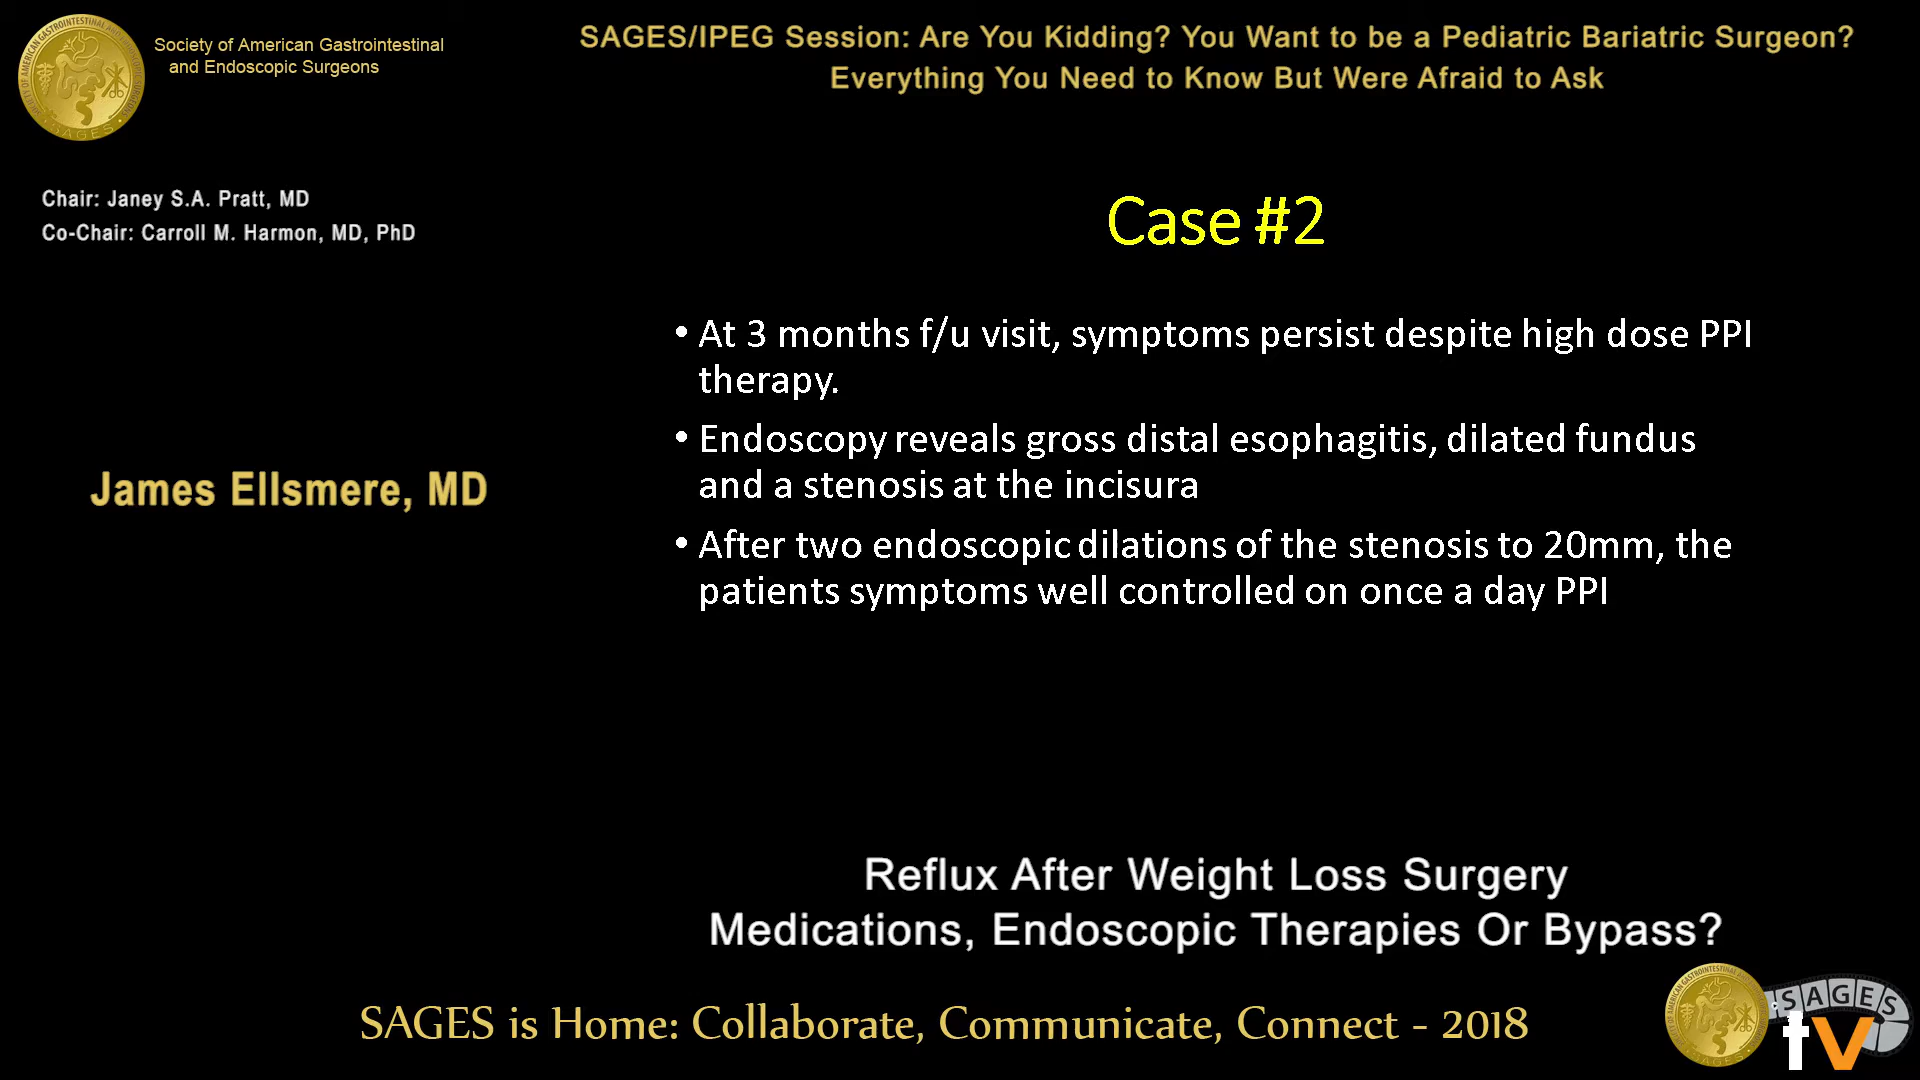 Society of American Gastrointestinal
and Endoscopic Surgeons
SAGES/IPEG Session: Are You Kidding? You Want to be a Pediatric Bariatric Surgeon?
Everything You Need to Know But Were Afraid to Ask
Chair: Janey S.A. Pratt, MD
Co-Chair: Carroll M. Harmon, MD, PhD
James Ellsmere, MD
Case #2
• At 3 months f/u visit, symptoms persist despite high dose PPI
therapy.
• Endoscopy reveals gross distal esophagitis, dilated fundus
and a stenosis at the incisura
• After two endoscopic dilations of the stenosis to 20mm, the
patients symptoms well controlled on once a day PPI
Reflux After Weight Loss Surgery
Medications, Endoscopic Therapies Or Bypass?
SAGES is Home: Collaborate, Communicate, Connect - 2018
SAGES
tv